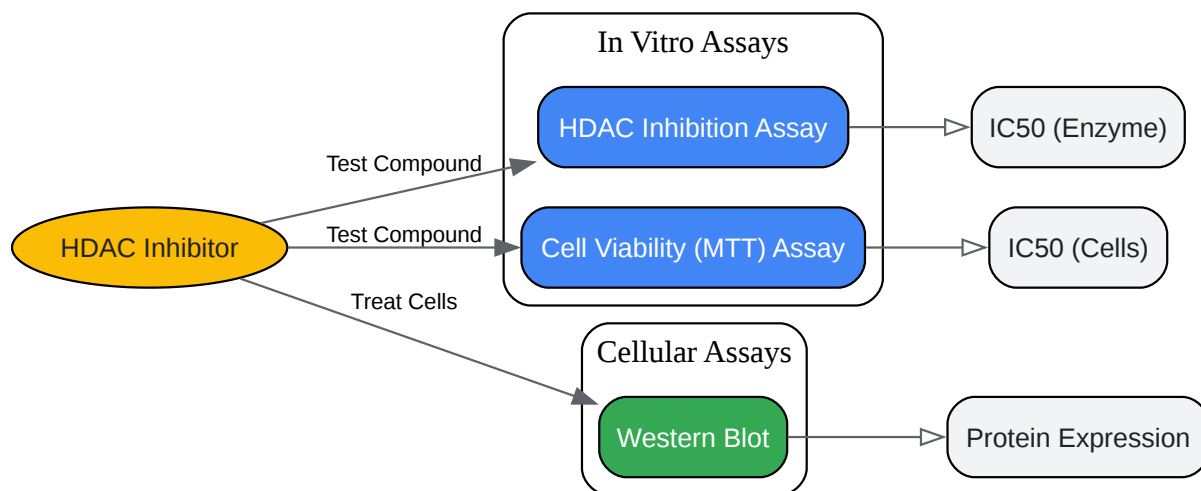 In Vitro Assays
HDAC Inhibition Assay
IC50 (Enzyme)
Test Compound
HDAC Inhibitor
Test Compound
Cell Viability (MTT) Assay
IC50 (Cells)
Treat Cells
Cellular Assays
Western Blot
Protein Expression